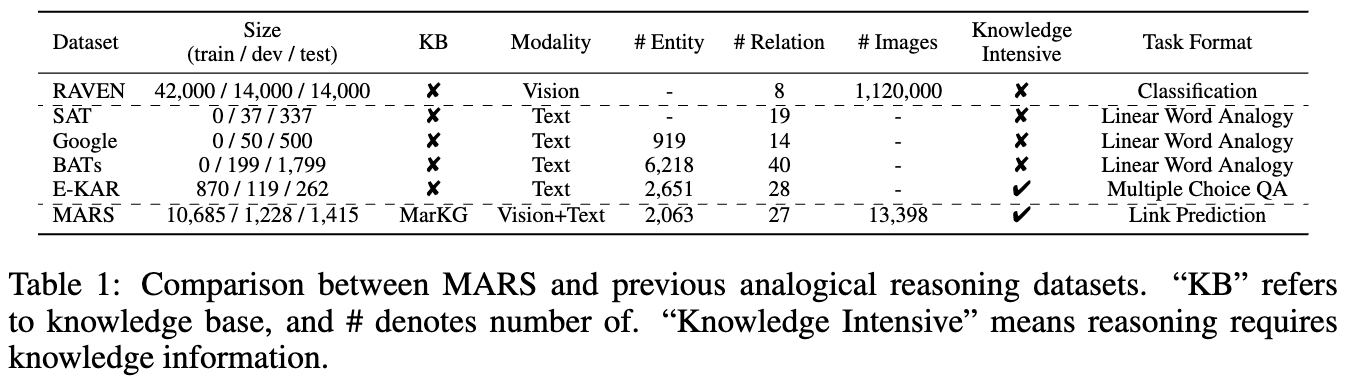 Dataset Size (train / dev / test) KB Modality # Entity # Relation # Images Knowledge Intensive Task Format
RAVEN 42,000 / 14,000 / 14,000 ✘ Vision - 8 1,120,000 ✘ Classification
SAT 0 / 37 / 337 ✘ Text - 19 - ✘ Linear Word Analogy
Google 0 / 50 / 500 ✘ Text 919 14 - ✘ Linear Word Analogy
BATs 0 / 199 / 1,799 ✘ Text 6,218 40 - ✘ Linear Word Analogy
E-KAR 870 / 119 / 262 ✘ Text 2,651 28 - ✔ Multiple Choice QA
MARS 10,685 / 1,228 / 1,415 MarKG Vision+Text 2,063 27 13,398 ✔ Link Prediction
Table 1: Comparison between MARS and previous analogical reasoning datasets. “KB” refers
to knowledge base, and # denotes number of. “Knowledge Intensive” means reasoning requires
knowledge information.